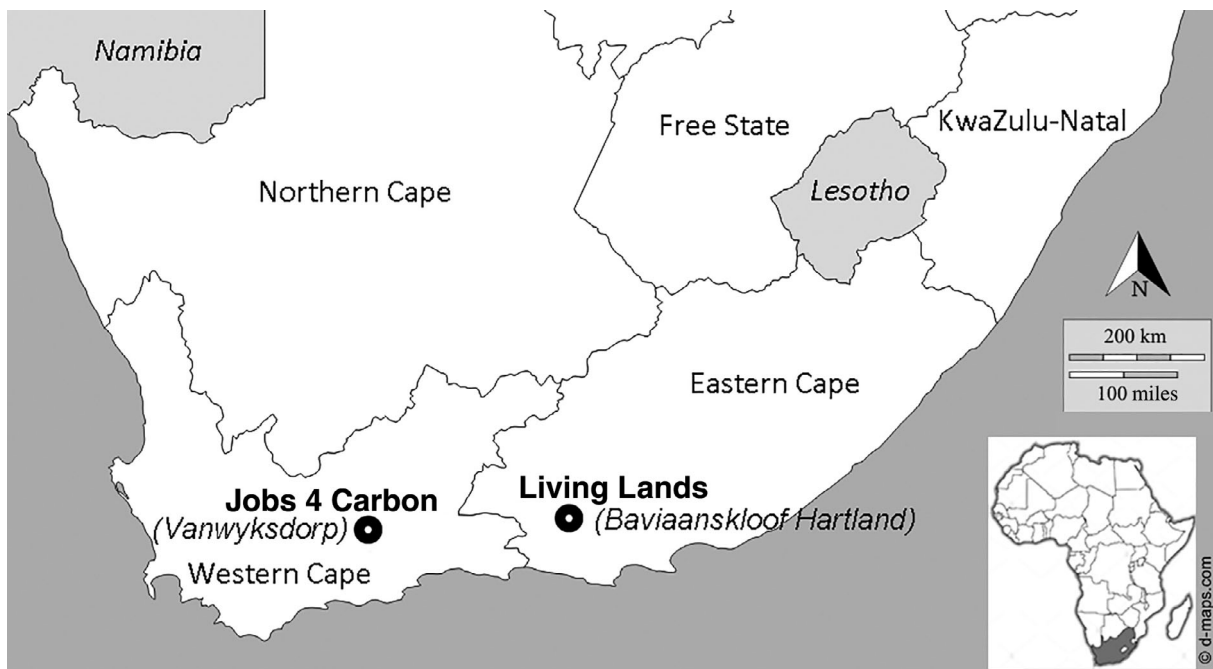 Namibia
Free State
KwaZulu-Natal
Northern Cape
Lesotho
N
200 km
100 miles
Eastern Cape
Living Lands
(Baviaanskloof Hartland)
Jobs 4 Carbon
(Vanwyksdorp)
Western Cape
© d-maps.com